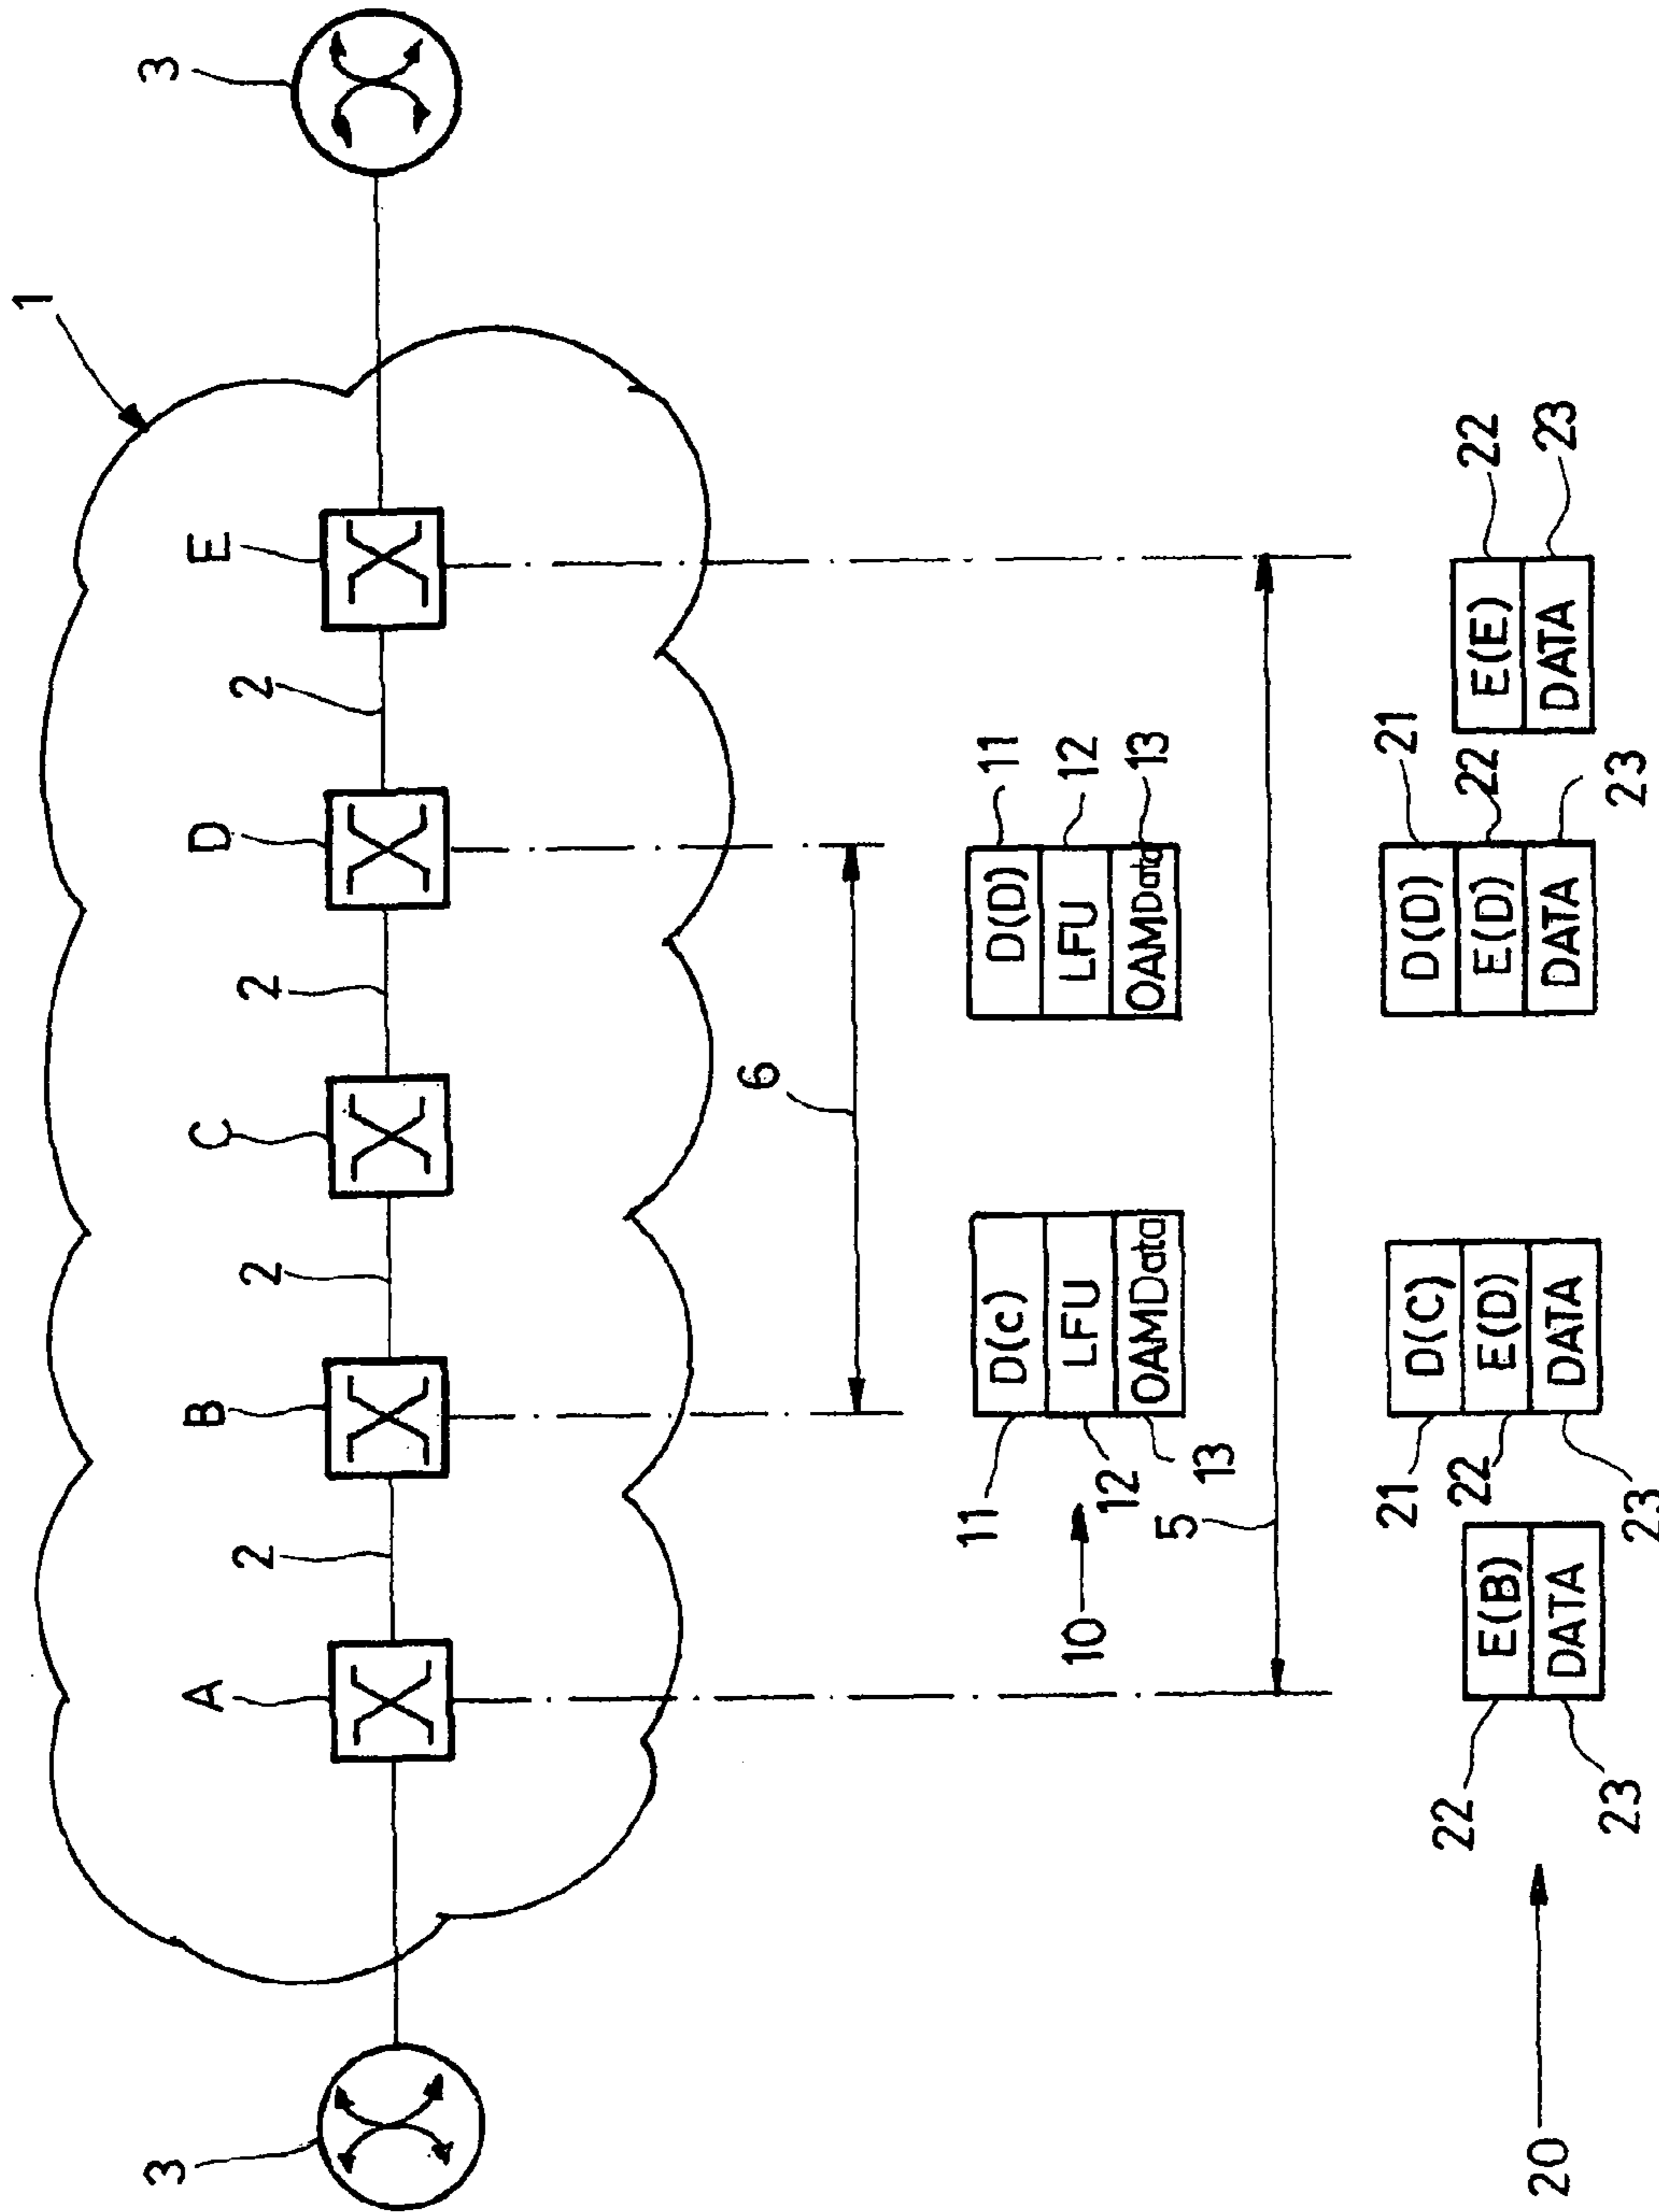 1
3
3
A
B
C
D
E
2
2
2
2
6
D(c)
LFU
OAMData
11
12
13
D(D)
LFU
OAMData
11
12
13
10
5
E(B)
DATA
22
23
D(C)
E(D)
DATA
21
22
23
D(D)
E(D)
DATA
21
22
23
E(E)
DATA
22
23
20